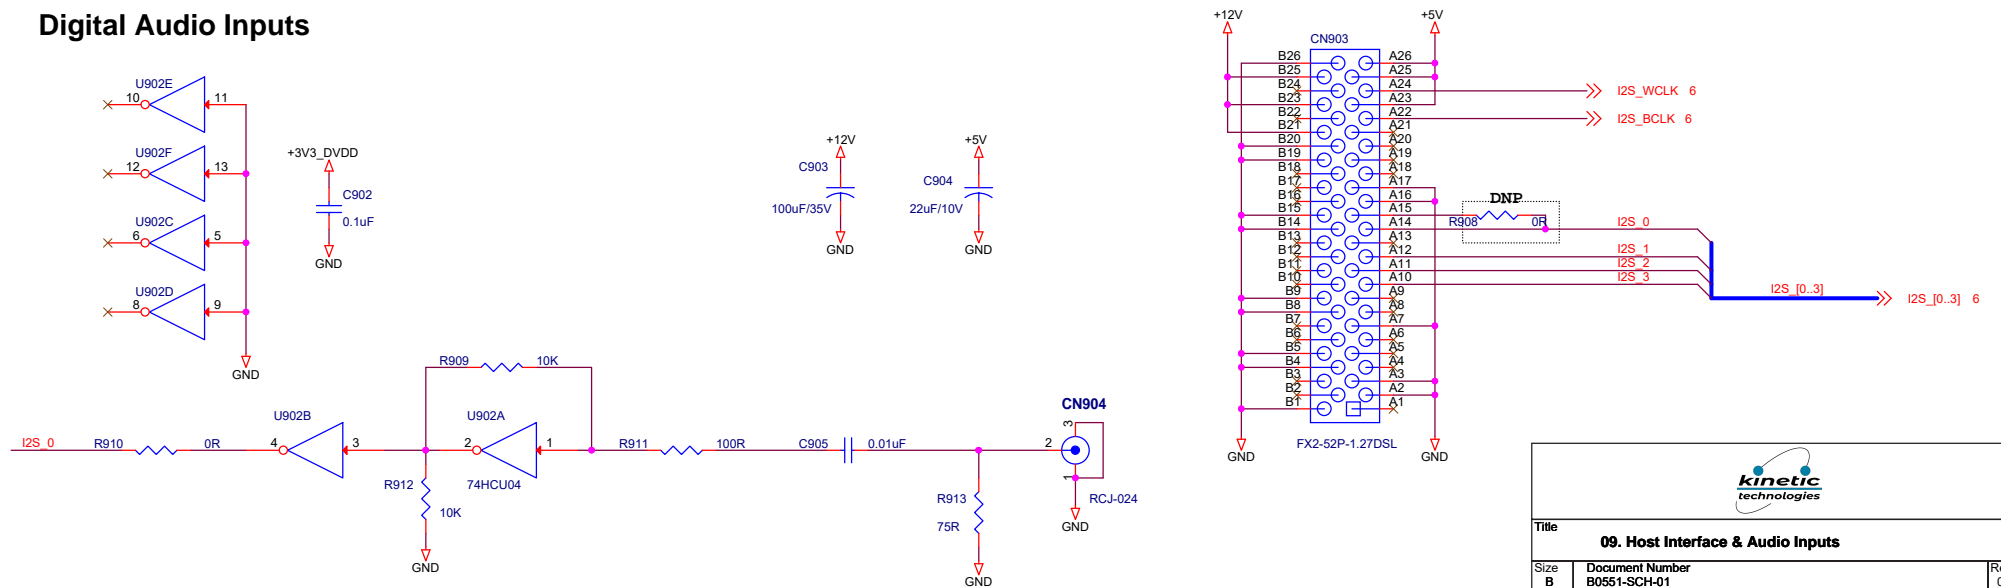 Digital Audio Inputs
U902E
10
11
U902F
12
13
U902C
6
5
U902D
8
9
GND
+3V3_DVDD
C902
0.1uF
GND
+12V
C903
100uF/35V
GND
+5V
C904
22uF/10V
GND
R909
10K
I2S_0
R910
0R
U902B
4
3
U902A
2
1
74HCU04
R912
10K
GND
R911
100R
C905
0.01uF
R913
75R
GND
CN904
3
2
1
RCJ-024
GND
+12V
+5V
CN903
B26 A26
B25 A25
B24 A24
B23 A23
B22 A22
B21 A21
B20 A20
B19 A19
B18 A18
B17 A17
B16 A16
B15 A15
B14 A14
B13 A13
B12 A12
B11 A11
B10 A10
B9 A9
B8 A8
B7 A7
B6 A6
B5 A5
B4 A4
B3 A3
B2 A2
B1 A1
FX2-52P-1.27DSL
GND
GND
I2S_WCLK 6
I2S_BCLK 6
DNP
R908
0R
I2S_0
I2S_1
I2S_2
I2S_3
I2S_[0..3]
I2S_[0..3] 6
kinetic
technologies
Title
09. Host Interface & Audio Inputs
Size
Document Number
B
B0551-SCH-01